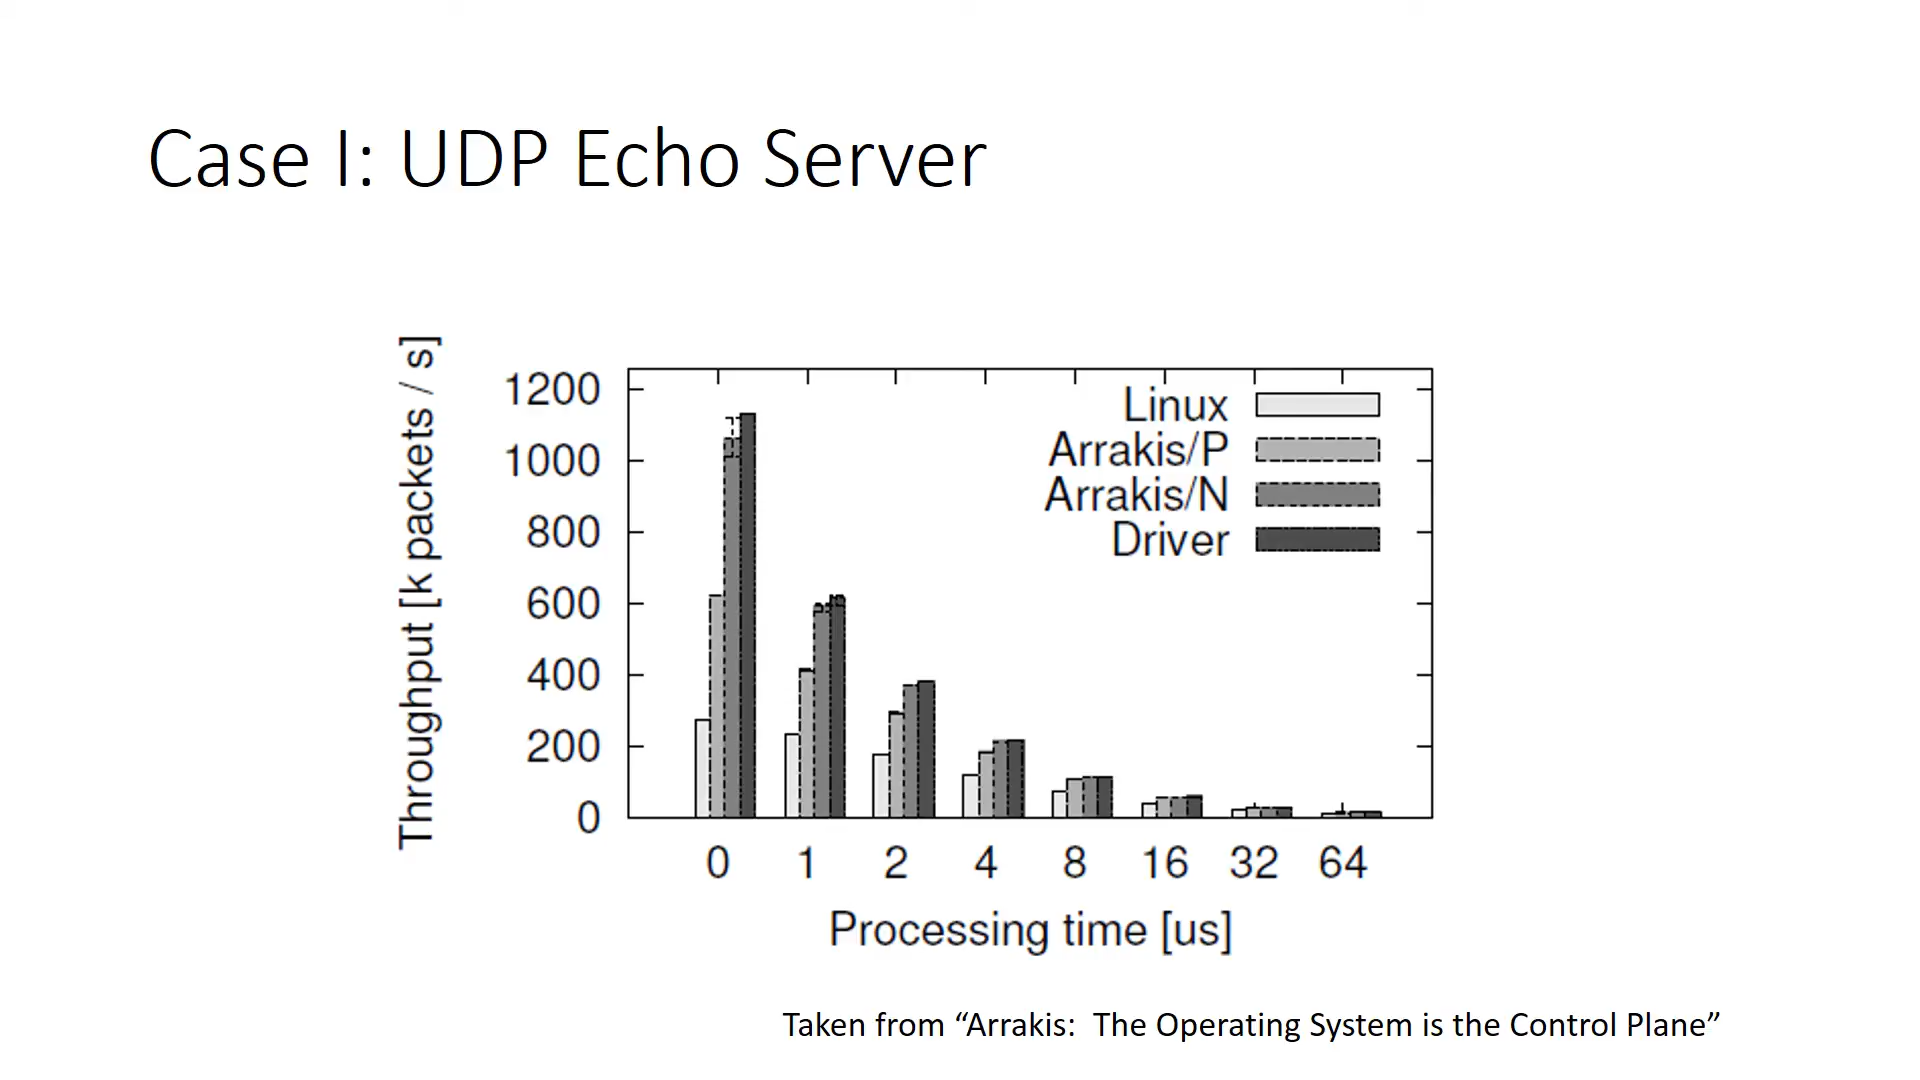 Case I: UDP Echo Server
Throughput [k packets / s]
1200
1000
800
600
400
200
0
Linux
Arrakis/P
Arrakis/N
Driver
0 1 2 4 8 16 32 64
Processing time [us]
Taken from “Arrakis: The Operating System is the Control Plane”